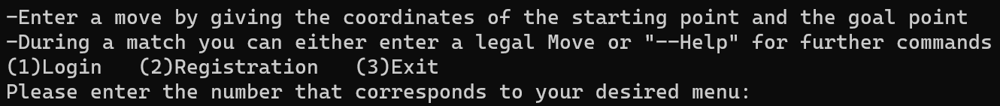 -Enter a move by giving the coordinates of the starting point and the goal point
-During a match you can either enter a legal Move or "--Help" for further commands
(1)Login   (2)Registration   (3)Exit
Please enter the number that corresponds to your desired menu: